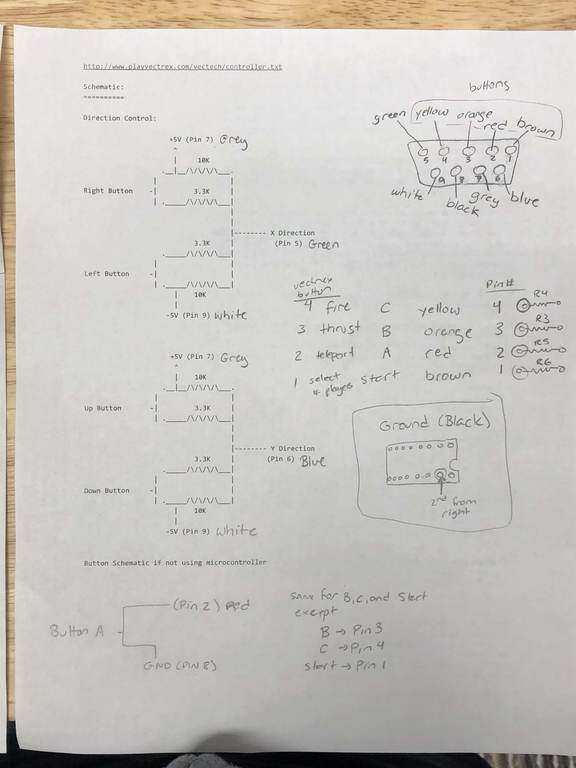 http://www.playvectrex.com/vectech/controller.txt
Schematic:
==========
Direction Control:
+5V (Pin 7) Grey
10K
Right Button
3.3K
X Direction
(Pin 5) Green
3.3K
Left Button
10K
-5V (Pin 9) white
+5V (Pin 7) Grey
10K
Up Button
3.3K
Y Direction
(Pin 6) Blue
3.3K
Down Button
10K
-5V (Pin 9) white
Button Schematic if not using microcontroller
Button A
(Pin 2) Red
GND (PIN 8)
same for B, C, and Start
except
B → Pin 3
C → Pin 4
Start → Pin 1
buttons
green yellow orange red brown
5 4 3 2 1
9 8 7 6
white black grey blue
vectrex
button
Pin #
4 fire C yellow 4 R4
3 thrust B orange 3 R3
2 teleport A red 2 R5
1 select # players start brown 1 R6
Ground (Black)
2nd from
right